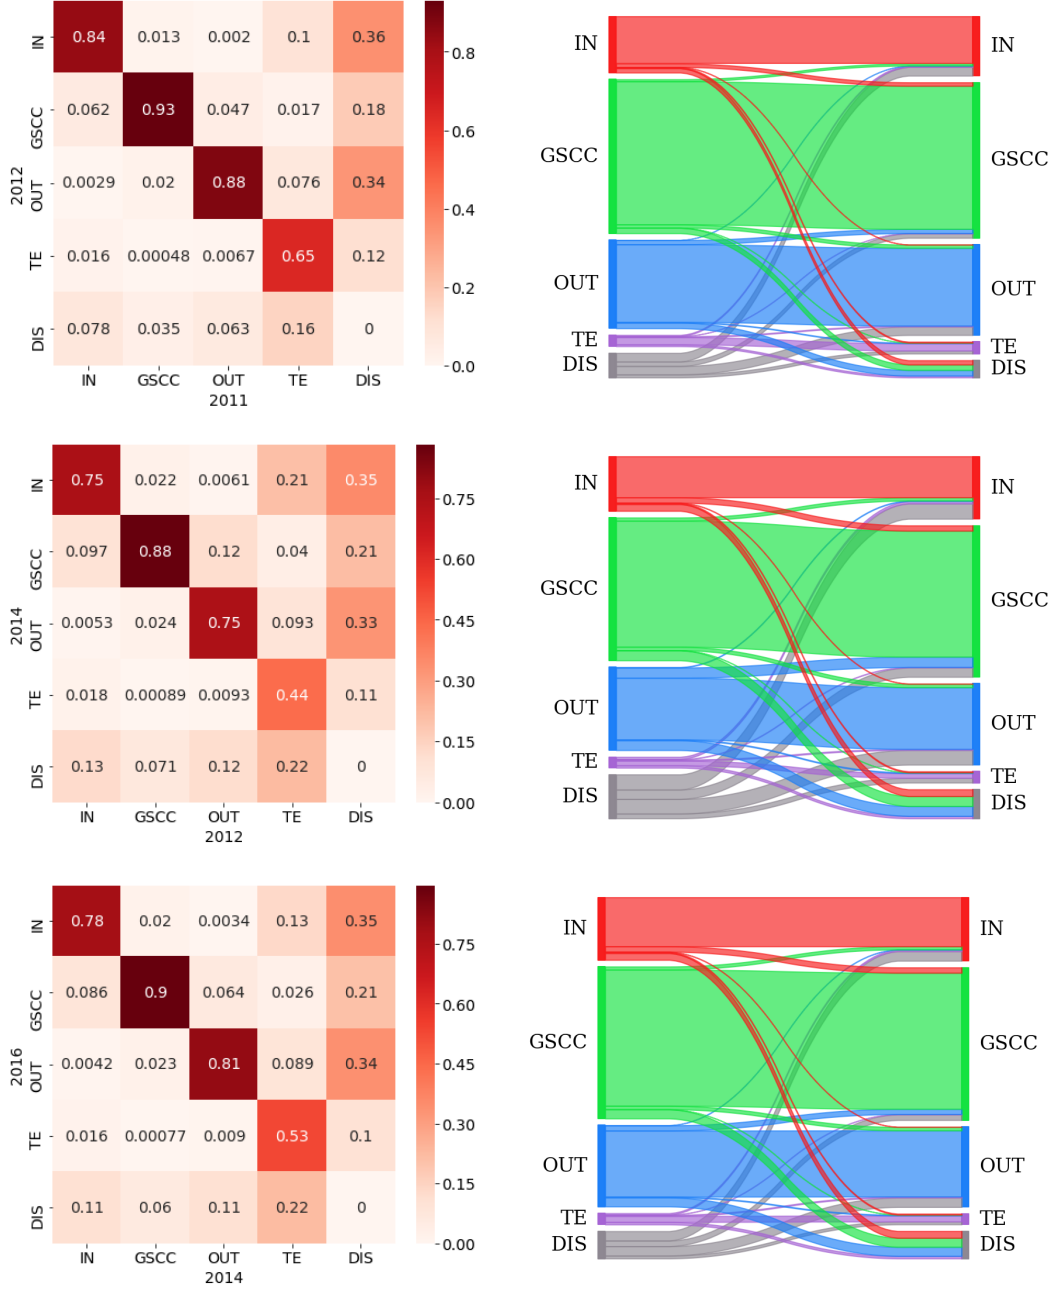 IN 0.84 0.013 0.002 0.1 0.36
GSCC 0.062 0.93 0.047 0.017 0.18
2012 OUT 0.0029 0.02 0.88 0.076 0.34
TE 0.016 0.00048 0.0067 0.65 0.12
DIS 0.078 0.035 0.063 0.16 0
IN GSCC OUT TE DIS
2011
0.8
0.6
0.4
0.2
0.0
IN IN
GSCC GSCC
OUT OUT
TE TE
DIS DIS
IN 0.75 0.022 0.0061 0.21 0.35
GSCC 0.097 0.88 0.12 0.04 0.21
2014 OUT 0.0053 0.024 0.75 0.093 0.33
TE 0.018 0.00089 0.0093 0.44 0.11
DIS 0.13 0.071 0.12 0.22 0
IN GSCC OUT TE DIS
2012
0.75
0.60
0.45
0.30
0.15
0.00
IN IN
GSCC GSCC
OUT OUT
TE TE
DIS DIS
IN 0.78 0.02 0.0034 0.13 0.35
GSCC 0.086 0.9 0.064 0.026 0.21
2016 OUT 0.0042 0.023 0.81 0.089 0.34
TE 0.016 0.00077 0.009 0.53 0.1
DIS 0.11 0.06 0.11 0.22 0
IN GSCC OUT TE DIS
2014
0.75
0.60
0.45
0.30
0.15
0.00
IN IN
GSCC GSCC
OUT OUT
TE TE
DIS DIS